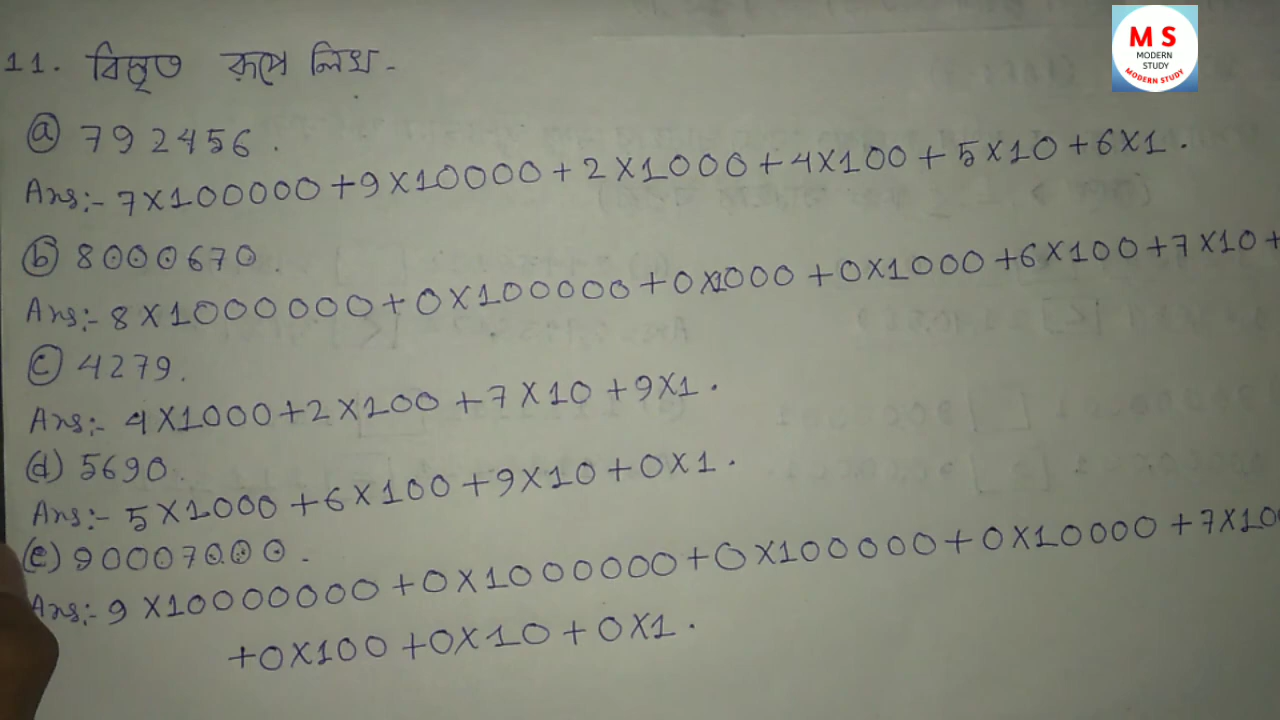 M S
MODERN
STUDY
MODERN STUDY
11. বিস্তৃত রূপে লিখ -
(a) 792456.
Ans:- 7X100000+9X10000+2X1000+4X100+5X10+6X1.
(b) 8000670.
Ans:- 8X1000000+0X100000+0X1000+0X1000+6X100+7X10+
(c) 4279.
Ans:- 4X1000+2X100+7X10+9X1.
(d) 5690.
Ans:- 5X1000+6X100+9X10+0X1.
(e) 90007000.
Ans:- 9X10000000+0X1000000+0X100000+0X10000+7X100
+0X100+0X10+0X1.